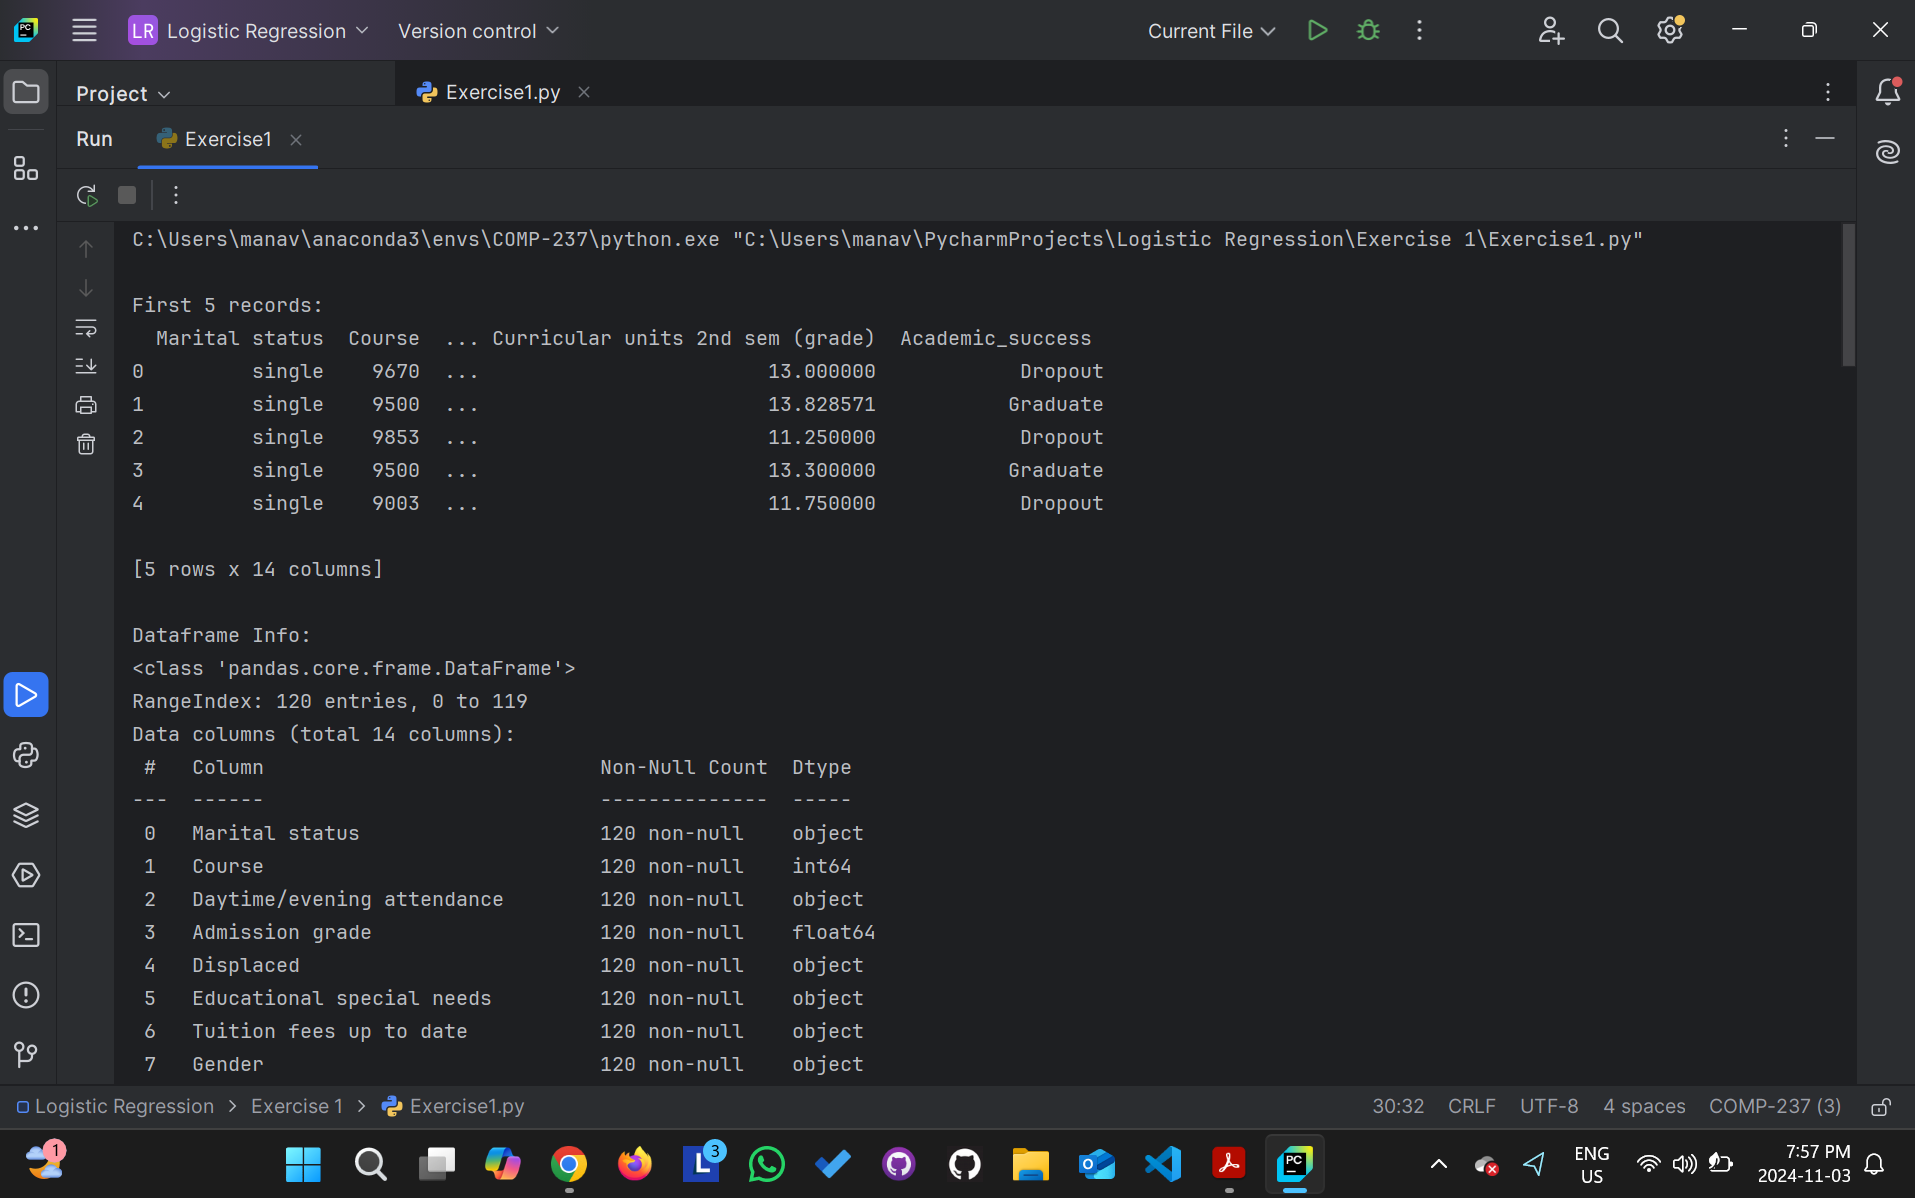 LR Logistic Regression Version control Current File
Project Exercise1.py
Run Exercise1
C:\Users\manav\anaconda3\envs\COMP-237\python.exe "C:\Users\manav\PycharmProjects\Logistic Regression\Exercise 1\Exercise1.py"
First 5 records:
  Marital status  Course  ... Curricular units 2nd sem (grade)  Academic_success
0         single    9670  ...                        13.000000           Dropout
1         single    9500  ...                        13.828571          Graduate
2         single    9853  ...                        11.250000           Dropout
3         single    9500  ...                        13.300000          Graduate
4         single    9003  ...                        11.750000           Dropout
[5 rows x 14 columns]
Dataframe Info:
<class 'pandas.core.frame.DataFrame'>
RangeIndex: 120 entries, 0 to 119
Data columns (total 14 columns):
 #   Column                            Non-Null Count  Dtype
---  ------                            --------------  -----
 0   Marital status                    120 non-null    object
 1   Course                            120 non-null    int64
 2   Daytime/evening attendance        120 non-null    object
 3   Admission grade                   120 non-null    float64
 4   Displaced                         120 non-null    object
 5   Educational special needs         120 non-null    object
 6   Tuition fees up to date           120 non-null    object
 7   Gender                            120 non-null    object
Logistic Regression > Exercise 1 > Exercise1.py 30:32 CRLF UTF-8 4 spaces COMP-237 (3)
1 L 3 PC ENG 7:57 PM
US 2024-11-03